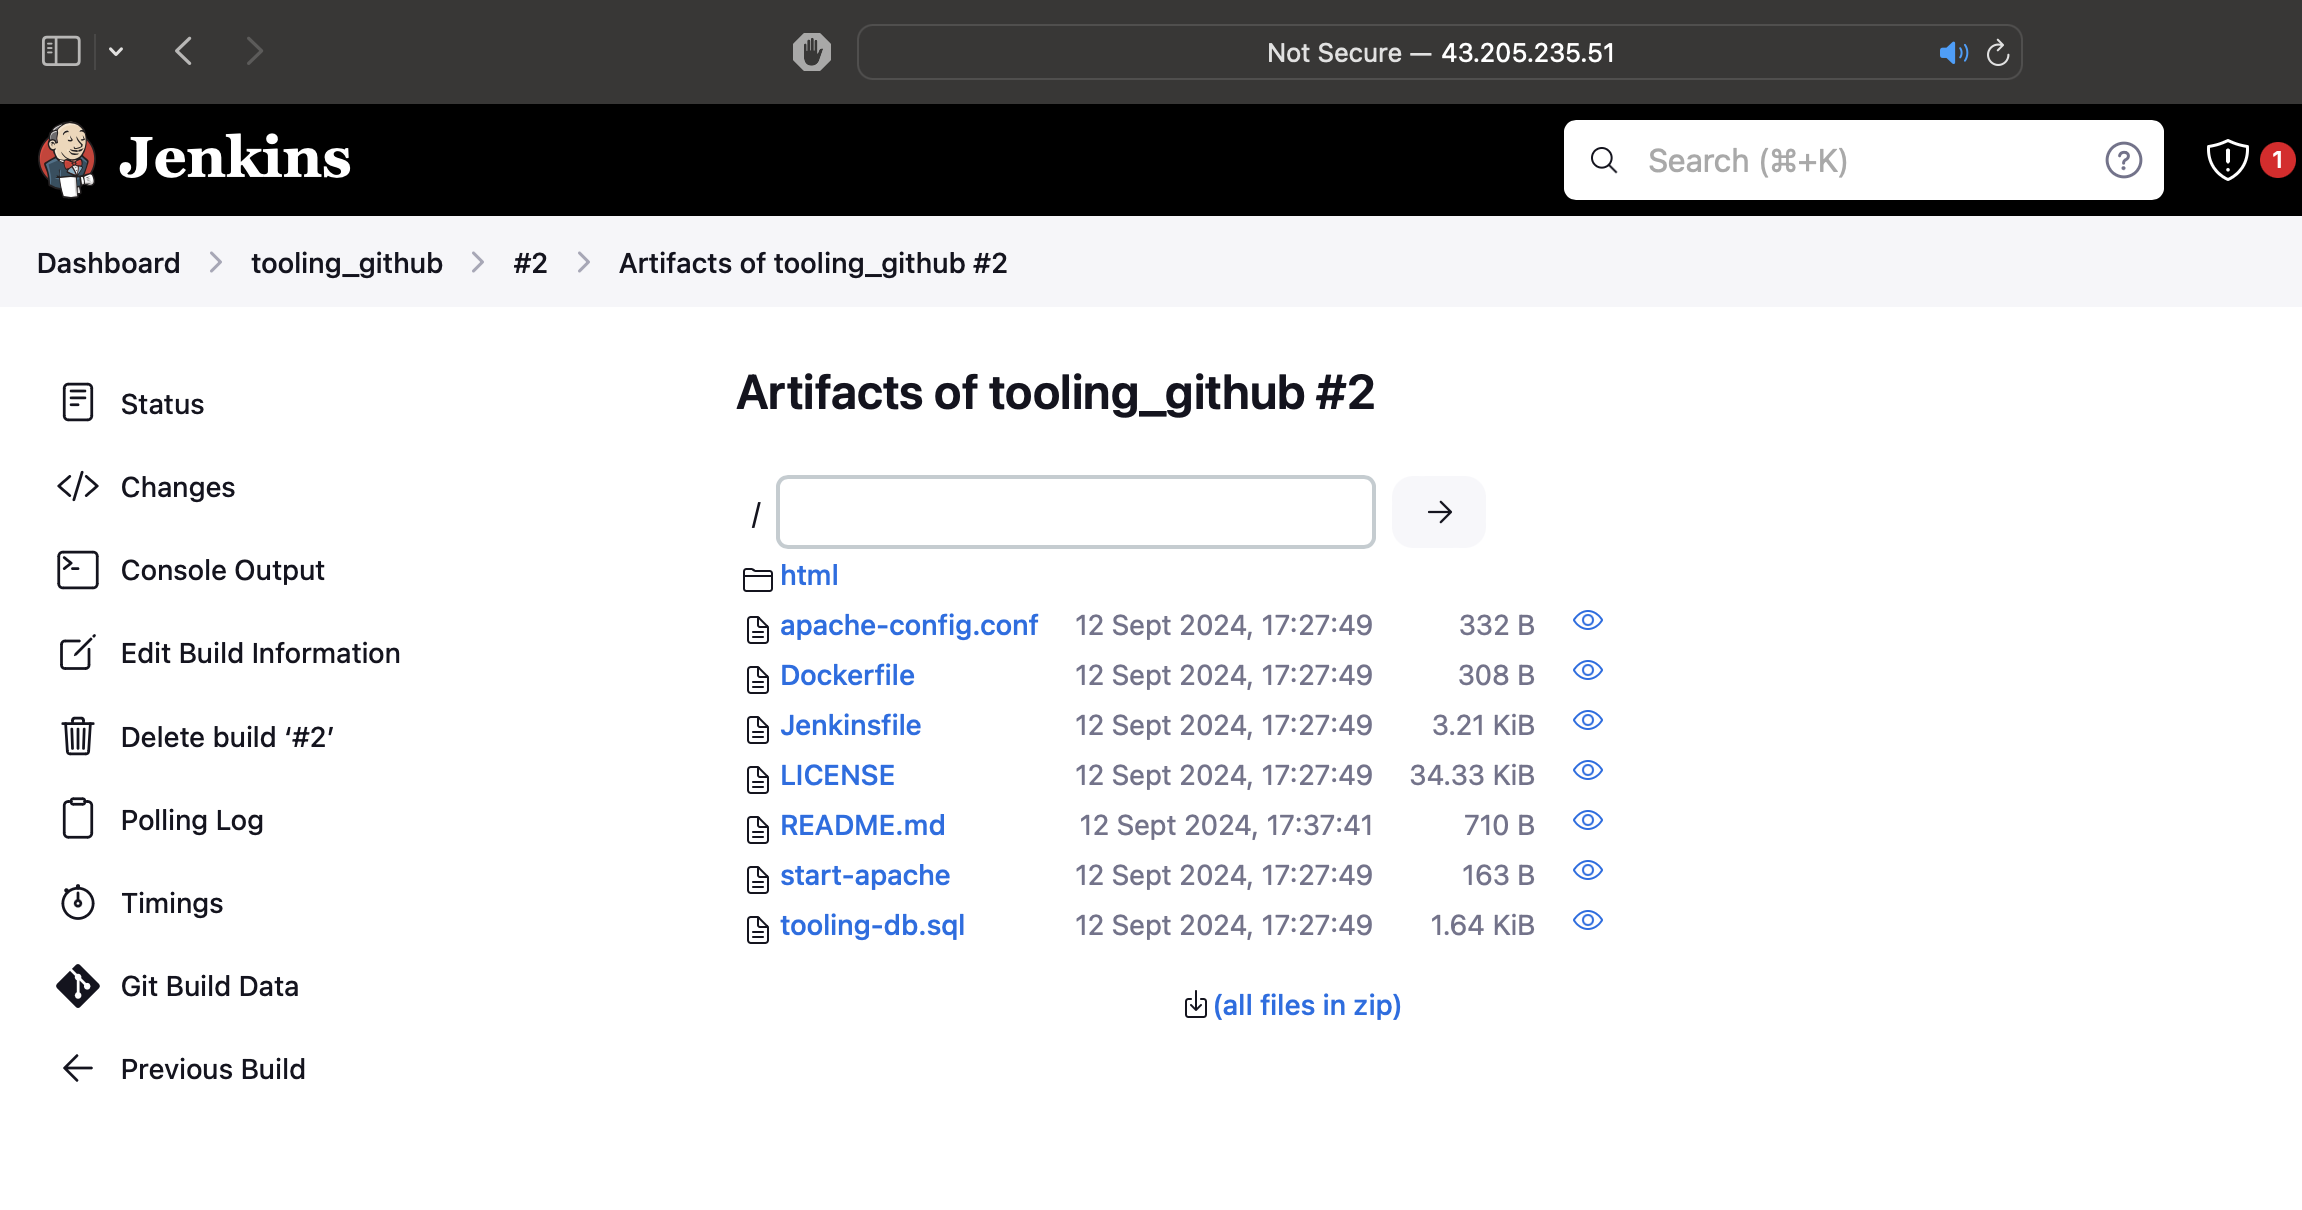 Not Secure — 43.205.235.51
Jenkins
Search (⌘+K)
1
Dashboard
tooling_github
#2
Artifacts of tooling_github #2
Status
Changes
Console Output
Edit Build Information
Delete build ‘#2’
Polling Log
Timings
Git Build Data
Previous Build
Artifacts of tooling_github #2
/
html
apache-config.conf 12 Sept 2024, 17:27:49 332 B
Dockerfile 12 Sept 2024, 17:27:49 308 B
Jenkinsfile 12 Sept 2024, 17:27:49 3.21 KiB
LICENSE 12 Sept 2024, 17:27:49 34.33 KiB
README.md 12 Sept 2024, 17:37:41 710 B
start-apache 12 Sept 2024, 17:27:49 163 B
tooling-db.sql 12 Sept 2024, 17:27:49 1.64 KiB
(all files in zip)